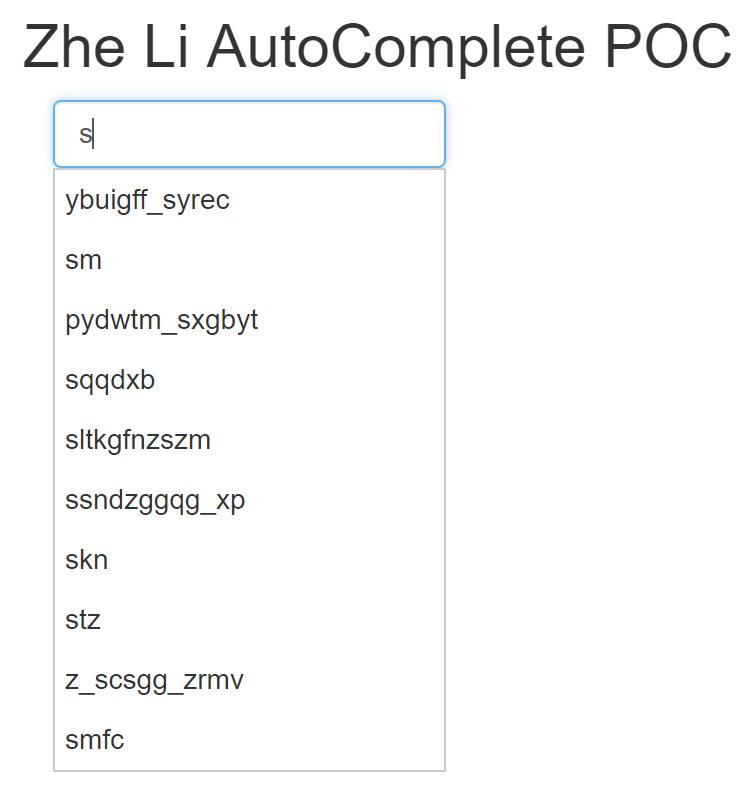 Zhe Li AutoComplete POC
s
ybuigff_syrec
sm
pydwtm_sxgbyt
sqqdxb
sltkgfnzszm
ssndzggqg_xp
skn
stz
z_scsgg_zrmv
smfc